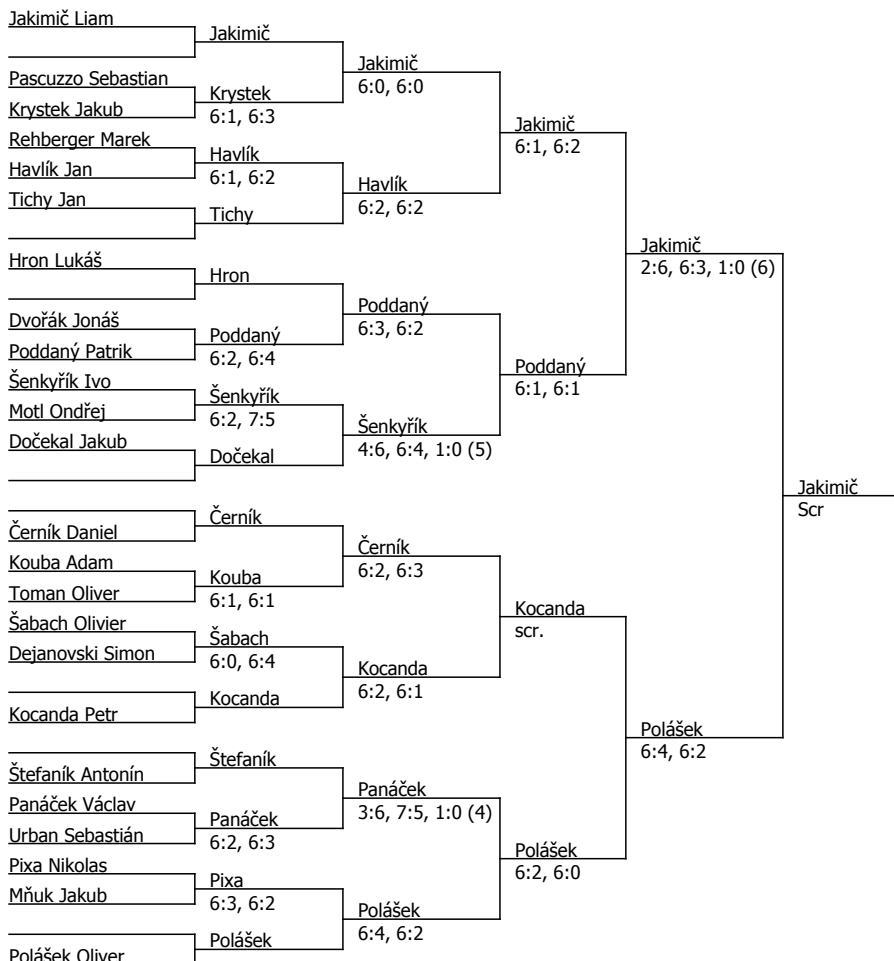 Jakimič Liam
Pascuzzo Sebastian
Krystek Jakub
Rehberger Marek
Havlík Jan
Tichy Jan
Hron Lukáš
Dvořák Jonáš
Poddaný Patrik
Šenkyřík Ivo
Motl Ondřej
Dočekal Jakub
Černík Daniel
Kouba Adam
Toman Oliver
Šabach Olivier
Dejanovski Simon
Kocanda Petr
Štefaník Antonín
Panáček Václav
Urban Sebastián
Pixa Nikolas
Mňuk Jakub
Polášek Oliver
Jakimič
Krystek
6:1, 6:3
Havlík
6:1, 6:2
Tichy
Hron
Poddaný
6:2, 6:4
Šenkyřík
6:2, 7:5
Dočekal
Černík
Kouba
6:1, 6:1
Šabach
6:0, 6:4
Kocanda
Štefaník
Panáček
6:2, 6:3
Pixa
6:3, 6:2
Polášek
Jakimič
6:0, 6:0
Havlík
6:2, 6:2
Poddaný
6:3, 6:2
Šenkyřík
4:6, 6:4, 1:0 (5)
Černík
6:2, 6:3
Kocanda
6:2, 6:1
Panáček
3:6, 7:5, 1:0 (4)
Polášek
6:4, 6:2
Jakimič
6:1, 6:2
Poddaný
6:1, 6:1
Kocanda
scr.
Polášek
6:2, 6:0
Jakimič
2:6, 6:3, 1:0 (6)
Polášek
6:4, 6:2
Jakimič
Scr